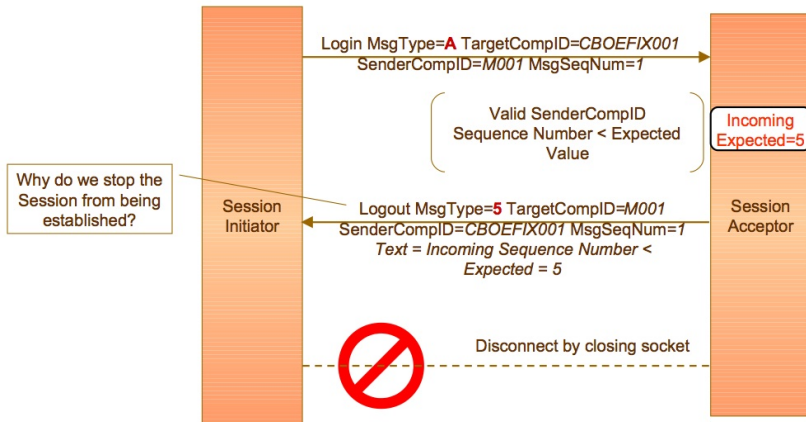 Login MsgType=A TargetCompID=CBOEFIX001
SenderCompID=M001 MsgSeqNum=1
Valid SenderCompID
Sequence Number < Expected
Value
Incoming
Expected=5
Why do we stop the
Session from being
established?
Session
Initiator
Logout MsgType=5 TargetCompID=M001
SenderCompID=CBOEFIX001 MsgSeqNum=1
Text = Incoming Sequence Number <
Expected = 5
Session
Acceptor
Disconnect by closing socket